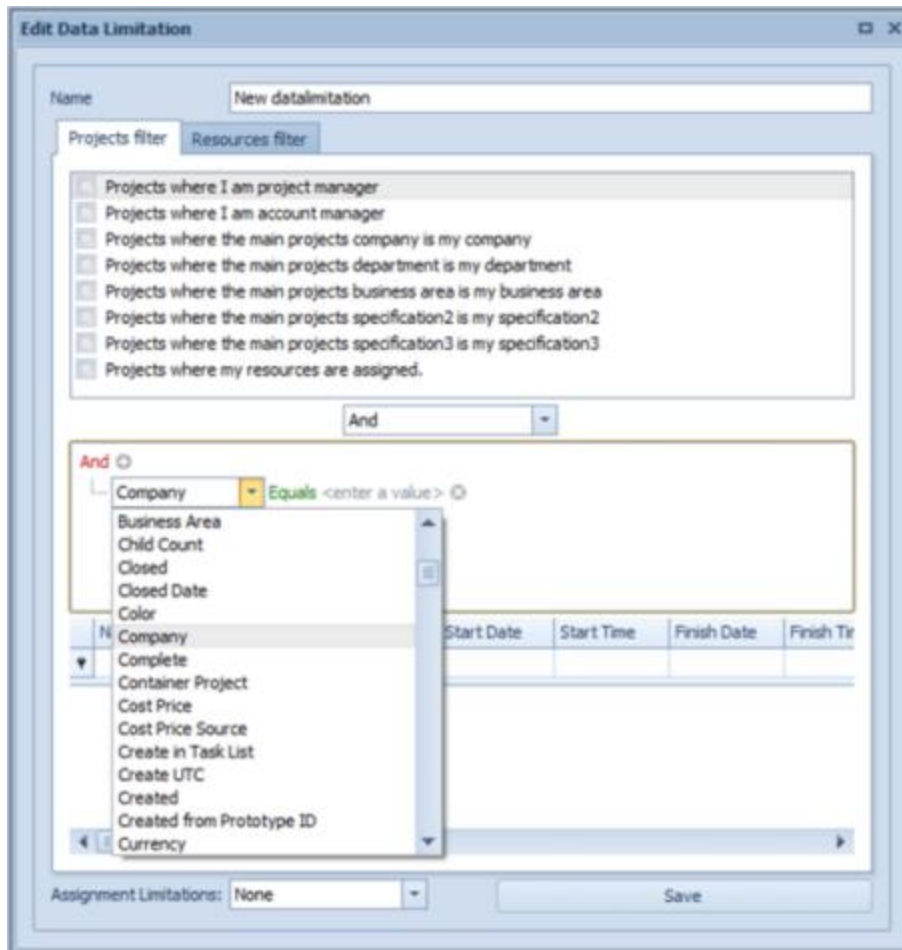 Edit Data Limitation
Name New datalmitation
Projects filter Resources filter
Projects where I am project manager
Projects where I am account manager
Projects where the main projects company is my company
Projects where the main projects department is my department
Projects where the main projects business area is my business area
Projects where the main projects specification2 is my specification2
Projects where the main projects specification3 is my specification3
Projects where my resources are assigned.
And
And
Company Equals <enter a value>
Business Area
Child Count
Closed
Closed Date
Color
Start Date Start Time Finish Date
Company
Complete
Container Project
Cost Price
Cost Price Source
Create in Task List
Create UTC
Created
Created from Prototype ID
Currency
Assignment Limitations: None Save